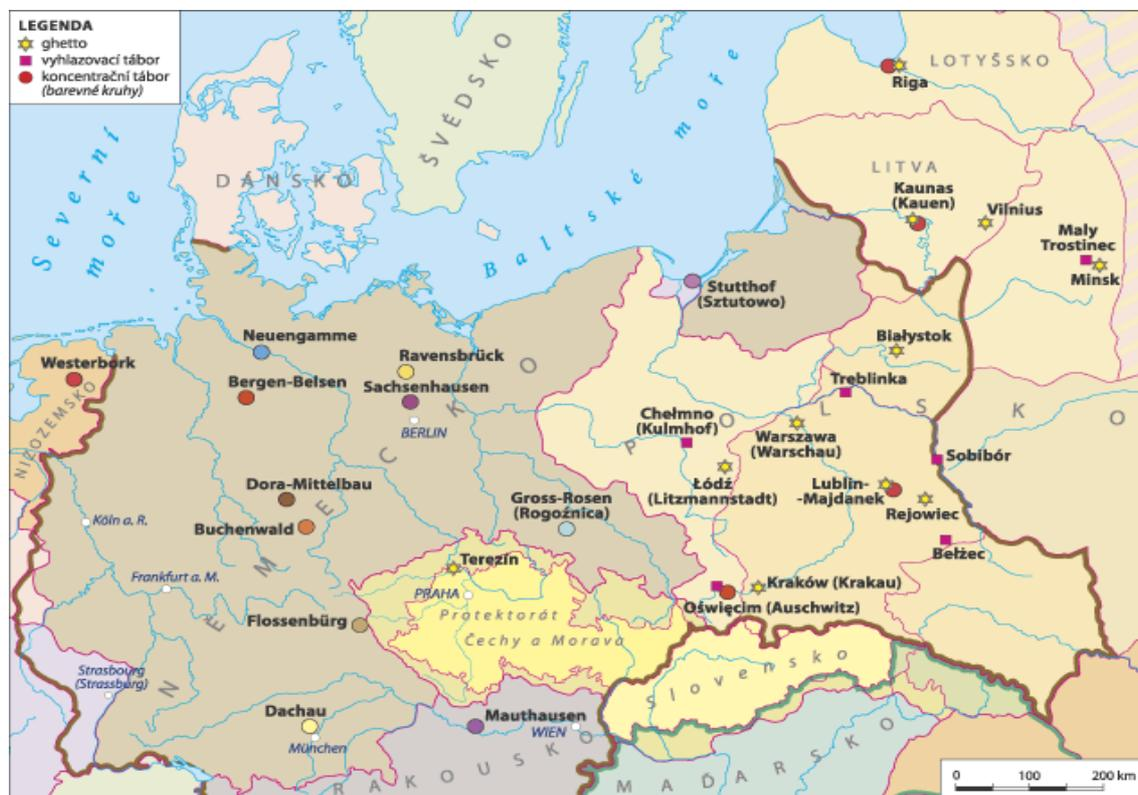 LEGENDA
ghetto
vyhlazovací tábor
koncentrační tábor
(barevné kruhy)
Severní
moře
DÁNSKO
ŠVÉDSKO
Baltské moře
LOTYŠSKO
Riga
LITVA
Kaunas
(Kauen)
Vilnius
Maly
Trostinec
Minsk
Stutthof
(Sztutowo)
Neuengamme
Westerbork
NIZOZEMSKO
Bergen-Belsen
Ravensbrück
Sachsenhausen
BERLIN
NĚMECKO
Białystok
Treblinka
Chełmno
(Kulmhof)
POLSKO
Warszawa
(Warschau)
Sobibór
Łódź
(Litzmannstadt)
Lublin-
-Majdanek
Rejowiec
Bełżec
Dora-Mittelbau
Buchenwald
Gross-Rosen
(Rogoźnica)
Köln a. R.
Frankfurt a. M.
Terezín
PRAHA
Protektorát
Čechy a Morava
Kraków (Krakau)
Oświęcim (Auschwitz)
Flossenbürg
Slovensko
Strasbourg
(Strassburg)
Dachau
München
Mauthausen
WIEN
RAKOUSKO
MAĎARSKO
0 100 200 km